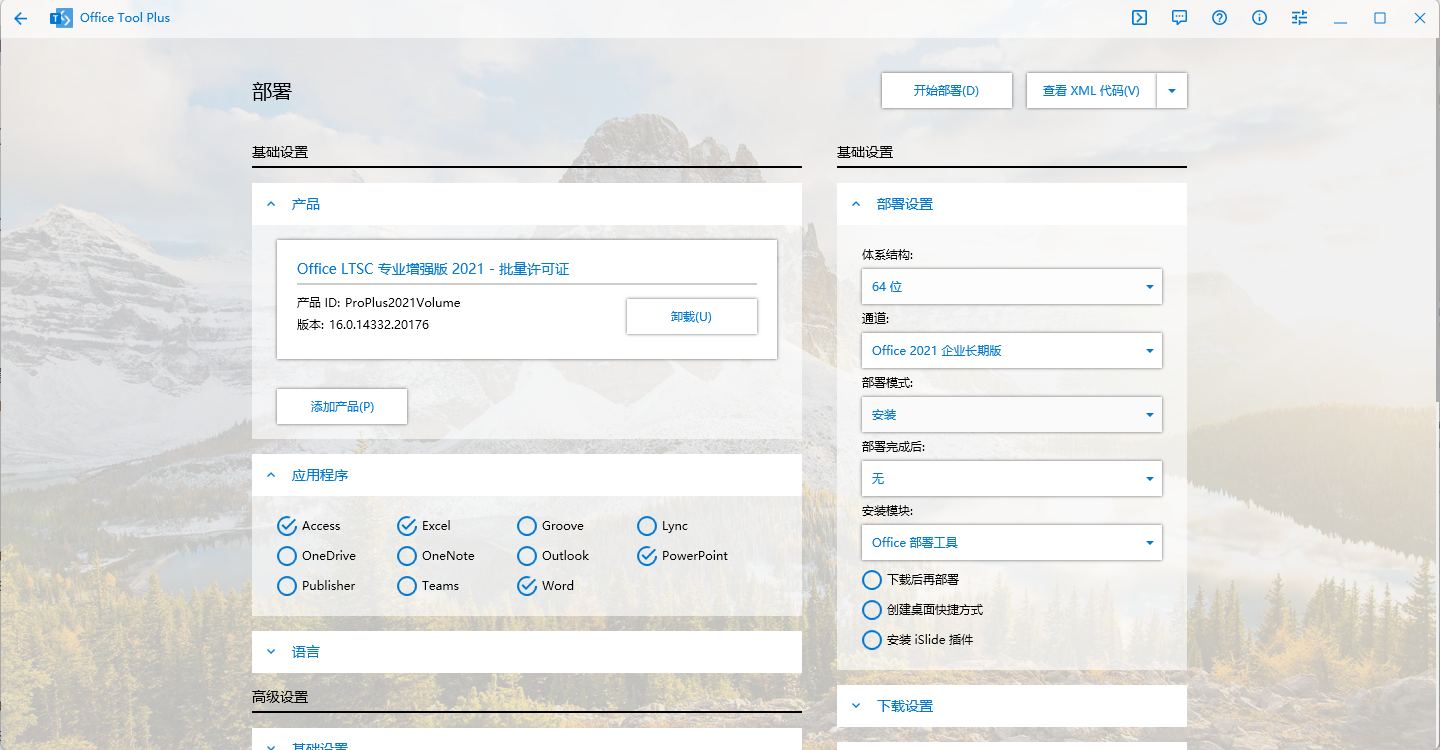 Office Tool Plus
部署
开始部署(D)
查看 XML 代码(V)
基础设置
产品
Office LTSC 专业增强版 2021 - 批量许可证
产品 ID: ProPlus2021Volume
版本: 16.0.14332.20176
卸载(U)
添加产品(P)
应用程序
Access
Excel
Groove
Lync
OneDrive
OneNote
Outlook
PowerPoint
Publisher
Teams
Word
语言
高级设置
基础设置
基础设置
部署设置
体系结构:
64 位
通道:
Office 2021 企业长期版
部署模式:
安装
部署完成后:
无
安装模块:
Office 部署工具
下载后再部署
创建桌面快捷方式
安装 iSlide 插件
下载设置